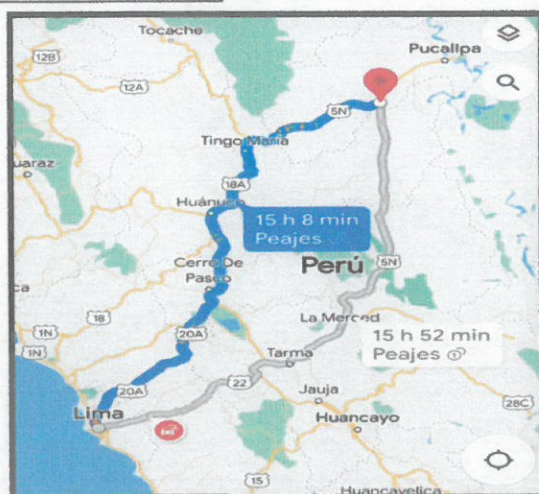 Tocache
Pucallpa
12B
12A
5N
Tingo María
uaraz
18A
Huánuco
15 h 8 min
Peajes
Cerro De
Pasco
Perú
5N
ca
18
La Merced
1N
1N
20A
15 h 52 min
Peajes
Tarma
20A
22
Lima
Jauja
28C
Huancayo
15
Huancavelica